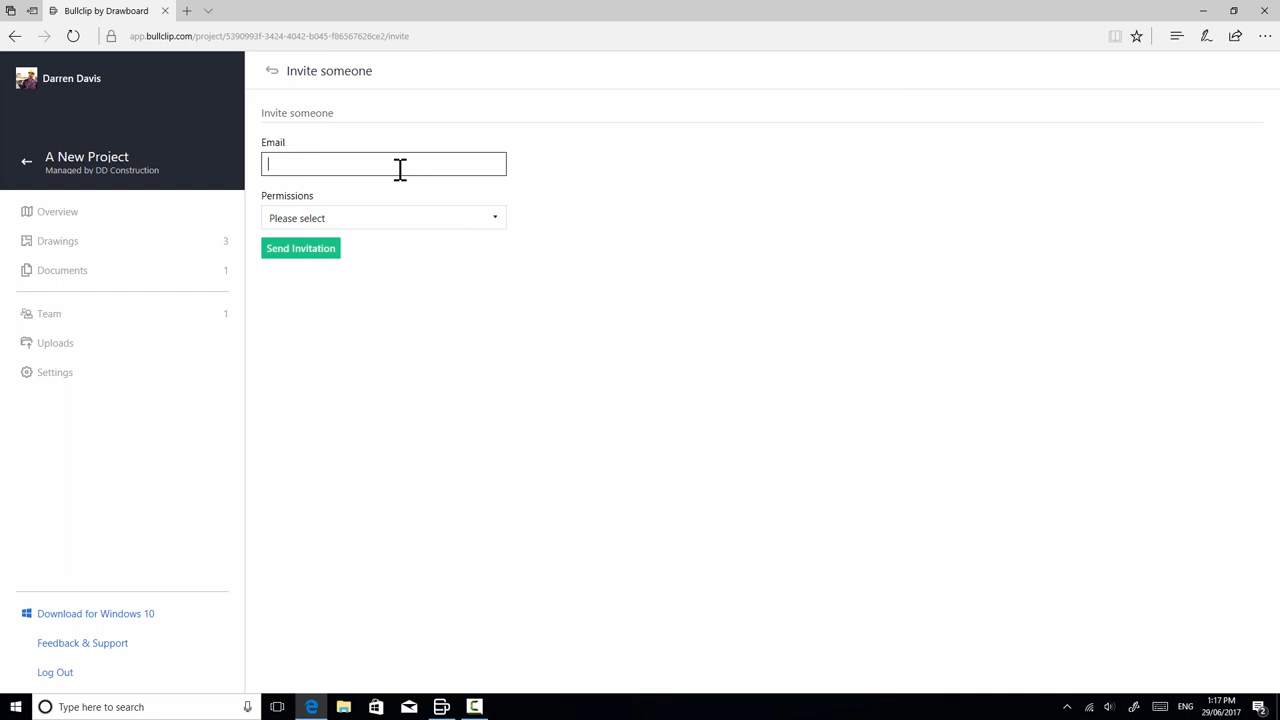 Bullclip by Drawboard
app.bullclip.com/project/5390993f-3424-4042-b045-f86567626ce2/invite
Darren Davis
A New Project
Managed by DD Construction
Overview
Drawings 3
Documents 1
Team 1
Uploads
Settings
Download for Windows 10
Feedback & Support
Log Out
Invite someone
Invite someone
Email
Permissions
Please select
Send Invitation
Type here to search
ENG
1:17 PM
29/06/2017
2